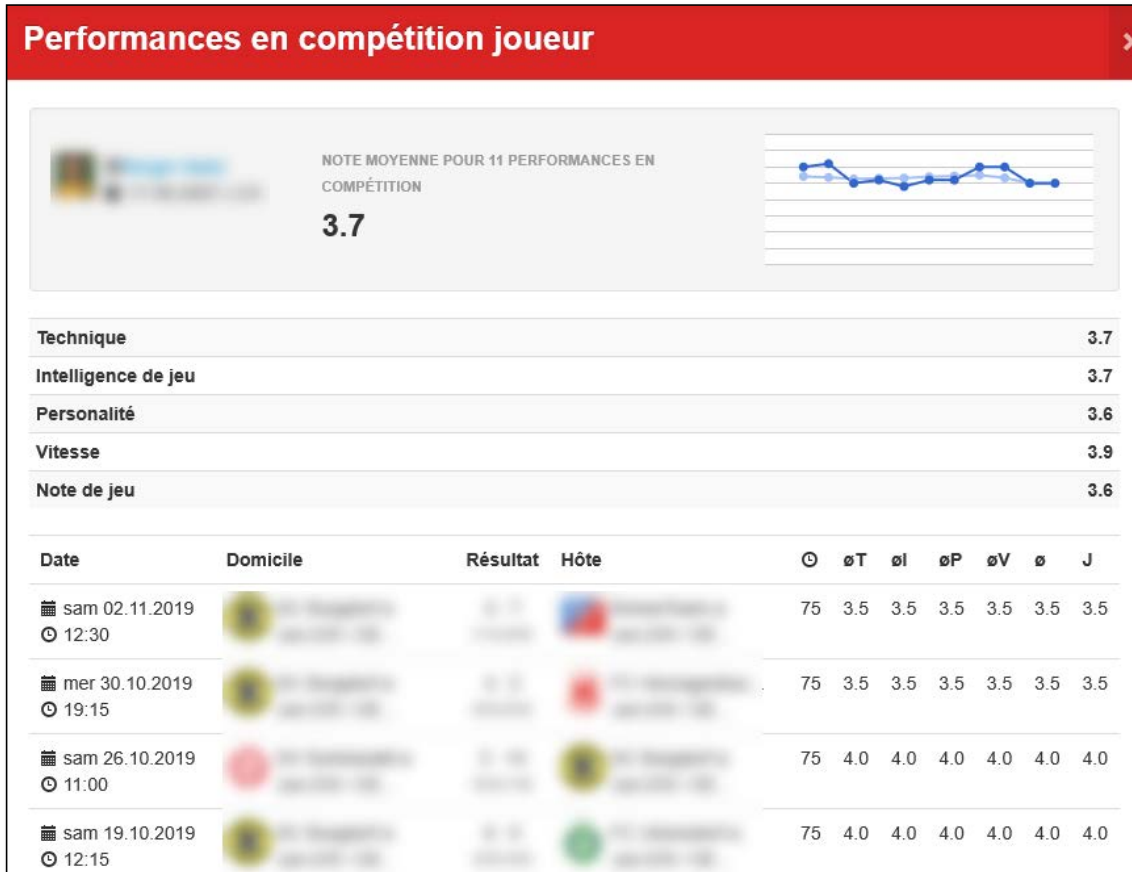 Performances en compétition joueur
NOTE MOYENNE POUR 11 PERFORMANCES EN
COMPÉTITION
3.7
Technique 3.7
Intelligence de jeu 3.7
Personalité 3.6
Vitesse 3.9
Note de jeu 3.6
Date Domicile Résultat Hôte øT øI øP øV ø J
sam 02.11.2019 75 3.5 3.5 3.5 3.5 3.5 3.5
12:30
mer 30.10.2019 75 3.5 3.5 3.5 3.5 3.5 3.5
19:15
sam 26.10.2019 75 4.0 4.0 4.0 4.0 4.0 4.0
11:00
sam 19.10.2019 75 4.0 4.0 4.0 4.0 4.0 4.0
12:15